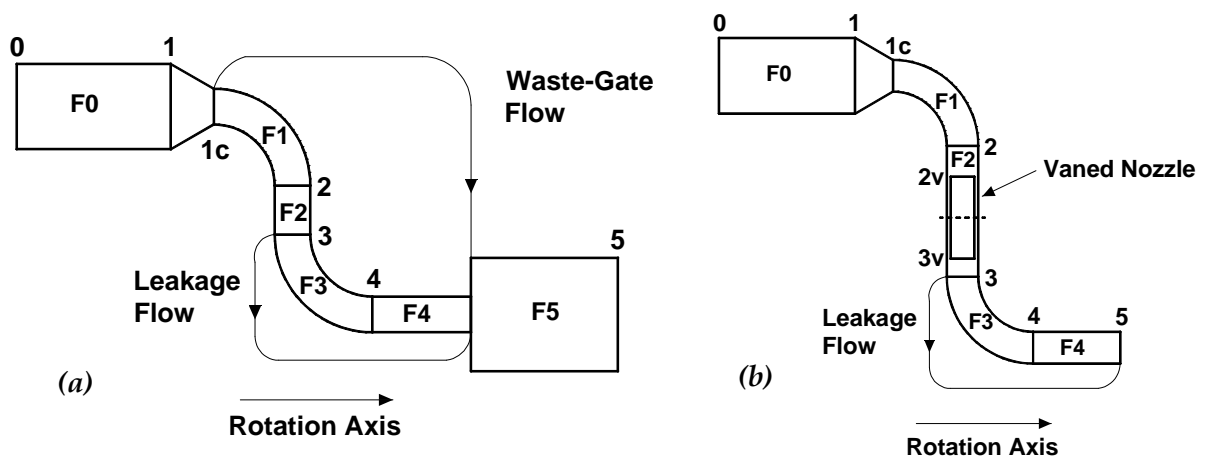 0
1
F0
1c
F1
Waste-Gate
Flow
2
F2
3
Leakage
Flow
F3
4
F4
F5
5
(a)
Rotation Axis
0
1
1c
F0
F1
2
F2
2v
Vaned Nozzle
3v
3
Leakage
Flow
F3
4
5
F4
(b)
Rotation Axis